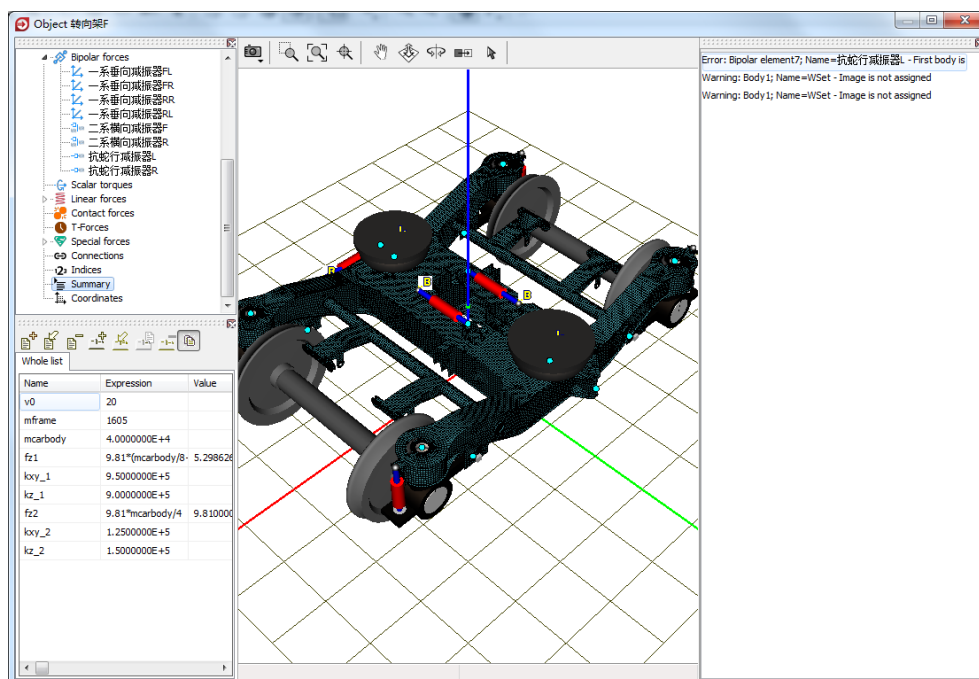 Object 转向架F
Bipolar forces
一系垂向减振器FL
一系垂向减振器FR
一系垂向减振器RR
一系垂向减振器RL
二系横向减振器F
二系横向减振器R
抗蛇行减振器L
抗蛇行减振器R
Scalar torques
Linear forces
Contact forces
T-Forces
Special forces
Connections
Indices
Summary
Coordinates
Whole list
Name Expression Value
v0 20
mframe 1605
mcarbody 4.0000000E+4
fz1 9.81*(mcarbody/8- 5.298626
kxy_1 9.5000000E+5
kz_1 9.0000000E+5
fz2 9.81*mcarbody/4 9.810000
kxy_2 1.2500000E+5
kz_2 1.5000000E+5
B
B
B
L
Error: Bipolar element7; Name=抗蛇行减振器L - First body is
Warning: Body1; Name=WSet - Image is not assigned
Warning: Body1; Name=WSet - Image is not assigned